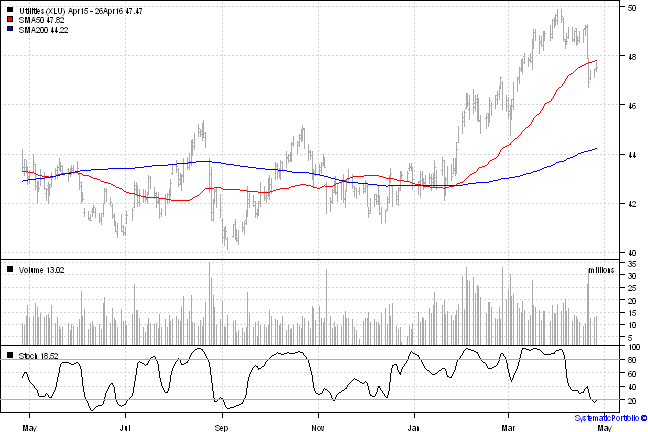 Utilities (XLU) Apr15 - 26Apr16 47.47
SMA50 47.82
SMA200 44.22
50
48
46
44
42
40
Volume 13.02
millions
35
30
25
20
15
10
5
Stoch 18.52
100
80
60
40
20
May Jul Sep Nov 2016 Mar May
SystematicPortfolio ©